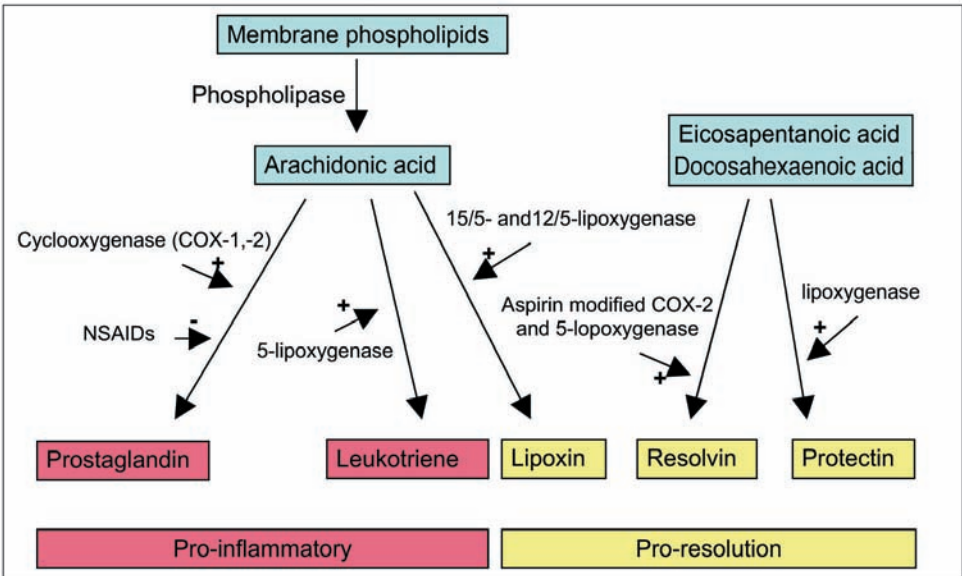 Membrane phospholipids
Phospholipase
Arachidonic acid
Eicosapentanoic acid
Docosahexaenoic acid
Cyclooxygenase (COX-1,-2)
+
NSAIDs
-
5-lipoxygenase
+
15/5- and12/5-lipoxygenase
+
Aspirin modified COX-2
and 5-lopoxygenase
+
lipoxygenase
+
Prostaglandin
Leukotriene
Lipoxin
Resolvin
Protectin
Pro-inflammatory
Pro-resolution